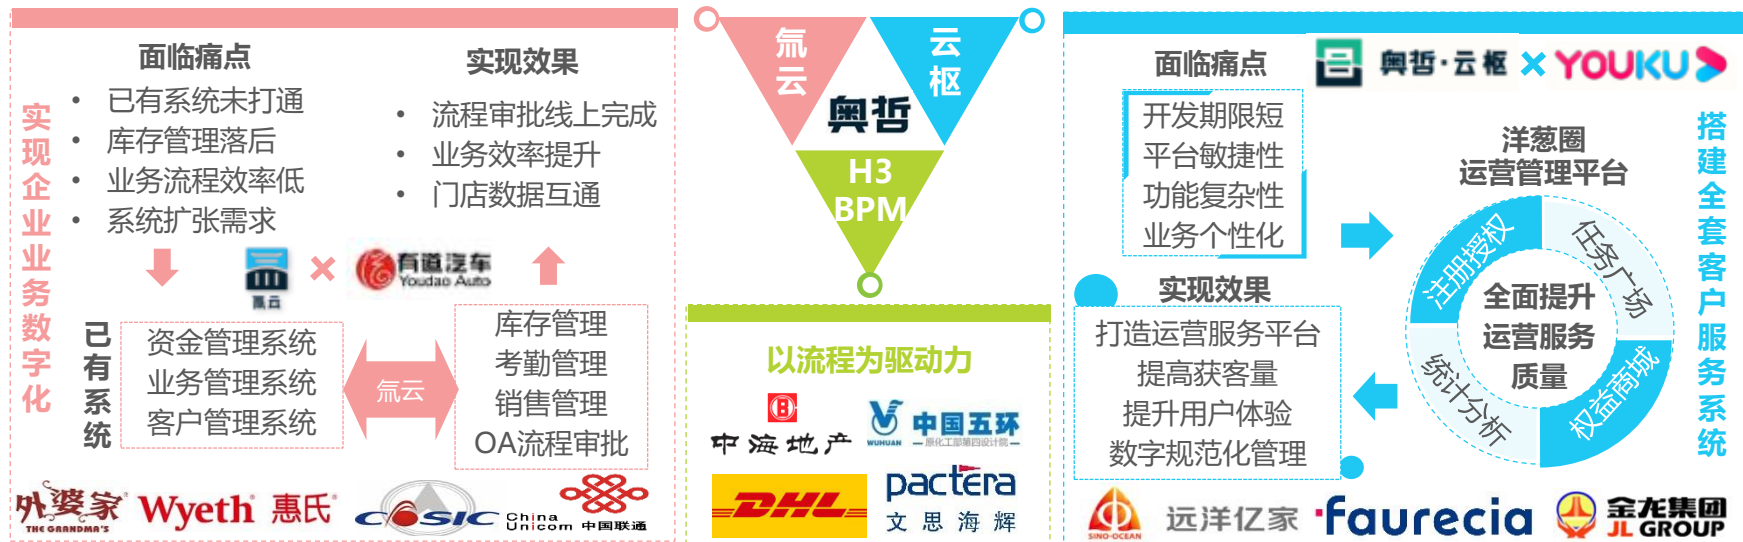 实现企业业务数字化
面临痛点
• 已有系统未打通
• 库存管理落后
• 业务流程效率低
• 系统扩张需求
实现效果
• 流程审批线上完成
• 业务效率提升
• 门店数据互通
氚云
有道汽车
Youdao Auto
已有系统
资金管理系统
业务管理系统
客户管理系统
氚云
库存管理
考勤管理
销售管理
OA流程审批
外婆家
THE GRANDMA'S
Wyeth 惠氏
CASIC
China
Unicom 中国联通
氚云
云枢
奥哲
H3
BPM
以流程为驱动力
中海地产
WUHUAN
中国五环
原化工部第四设计院
DHL
pactera
文思海辉
面临痛点
奥哲·云枢 × YOUKU
开发期限短
平台敏捷性
功能复杂性
业务个性化
洋葱圈
运营管理平台
注册授权
任务广场
统计分析
权益商城
全面提升
运营服务
质量
实现效果
打造运营服务平台
提高获客量
提升用户体验
数字规范化管理
搭建全套客户服务系统
SINO-OCEAN
远洋亿家
faurecia
金龙集团
JL GROUP